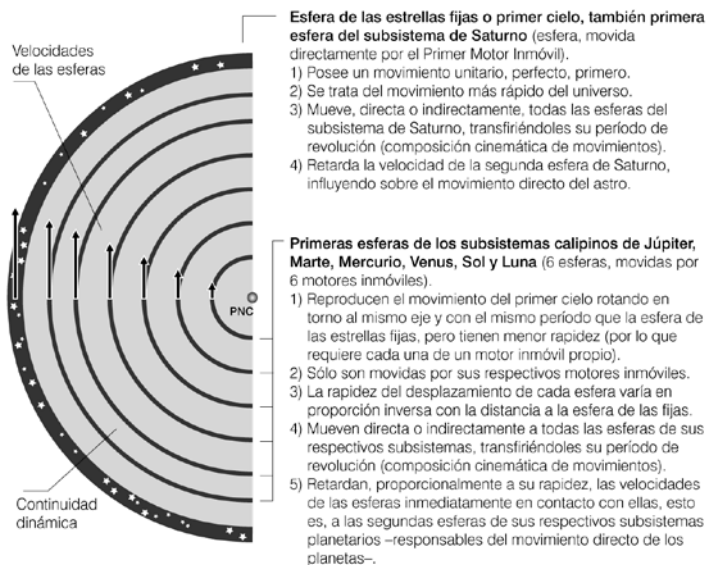 Esfera de las estrellas fijas o primer cielo, también primera
esfera del subsistema de Saturno (esfera, movida
directamente por el Primer Motor Inmóvil).
1) Posee un movimiento unitario, perfecto, primero.
2) Se trata del movimiento más rápido del universo.
3) Mueve, directa o indirectamente, todas las esferas del
subsistema de Saturno, transfiriéndoles su período de
revolución (composición cinemática de movimientos).
4) Retarda la velocidad de la segunda esfera de Saturno,
influyendo sobre el movimiento directo del astro.
Velocidades
de las esferas
PNC
Continuidad
dinámica
Primeras esferas de los subsistemas calipinos de Júpiter,
Marte, Mercurio, Venus, Sol y Luna (6 esferas, movidas por
6 motores inmóviles).
1) Reproducen el movimiento del primer cielo rotando en
torno al mismo eje y con el mismo período que la esfera de
las estrellas fijas, pero tienen menor rapidez (por lo que
requiere cada una de un motor inmóvil propio).
2) Sólo son movidas por sus respectivos motores inmóviles.
3) La rapidez del desplazamiento de cada esfera varía en
proporción inversa con la distancia a la esfera de las fijas.
4) Mueven directa o indirectamente a todas las esferas de sus
respectivos subsistemas, transfiriéndoles su período de
revolución (composición cinemática de movimientos).
5) Retardan, proporcionalmente a su rapidez, las velocidades
de las esferas inmediatamente en contacto con ellas, esto
es, a las segundas esferas de sus respectivos subsistemas
planetarios –responsables del movimiento directo de los
planetas–.